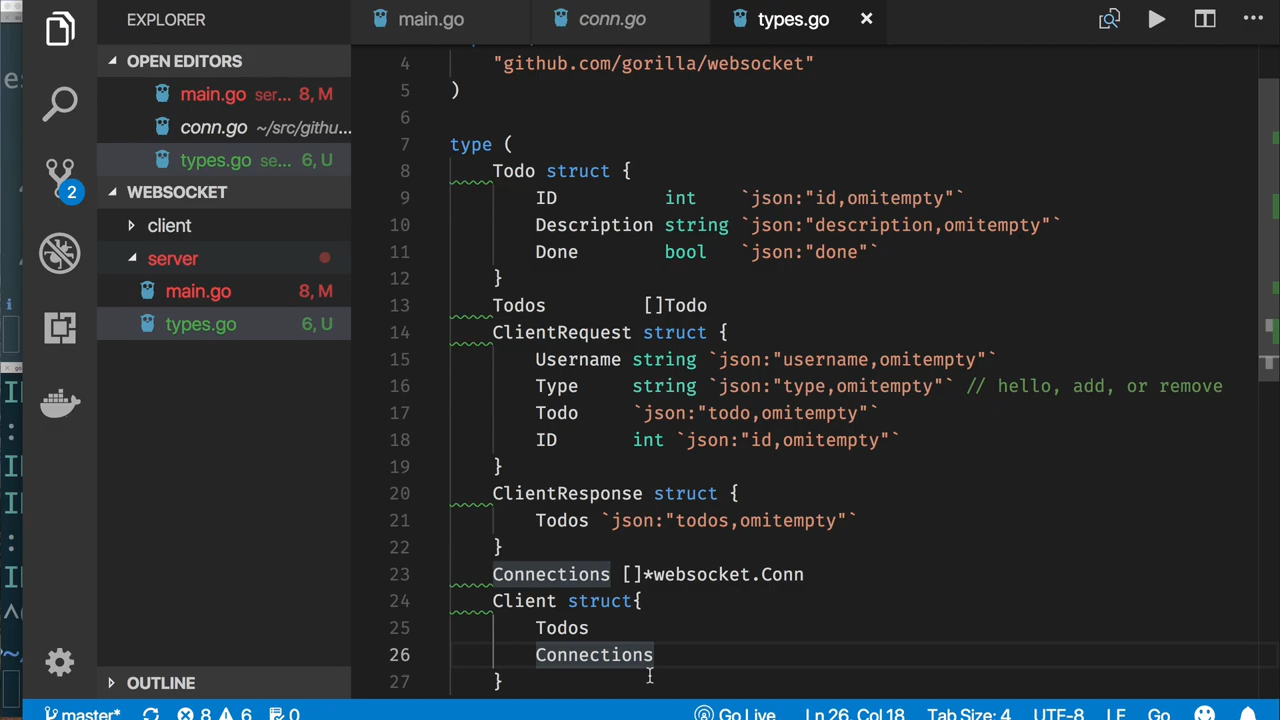 EXPLORER
main.go
conn.go
types.go
OPEN EDITORS
main.go ser... 8, M
conn.go ~/src/githu...
types.go se... 6, U
2
WEBSOCKET
client
server
main.go 8, M
types.go 6, U
OUTLINE
4 "github.com/gorilla/websocket"
5 )
6
7 type (
8 Todo struct {
9 ID int `json:"id,omitempty"`
10 Description string `json:"description,omitempty"`
11 Done bool `json:"done"`
12 }
13 Todos []Todo
14 ClientRequest struct {
15 Username string `json:"username,omitempty"`
16 Type string `json:"type,omitempty"` // hello, add, or remove
17 Todo `json:"todo,omitempty"`
18 ID int `json:"id,omitempty"`
19 }
20 ClientResponse struct {
21 Todos `json:"todos,omitempty"`
22 }
23 Connections []*websocket.Conn
24 Client struct{
25 Todos
26 Connections
27 }
master* 8 6 0 Go Live Ln 26, Col 18 Tab Size: 4 UTF-8 LF Go